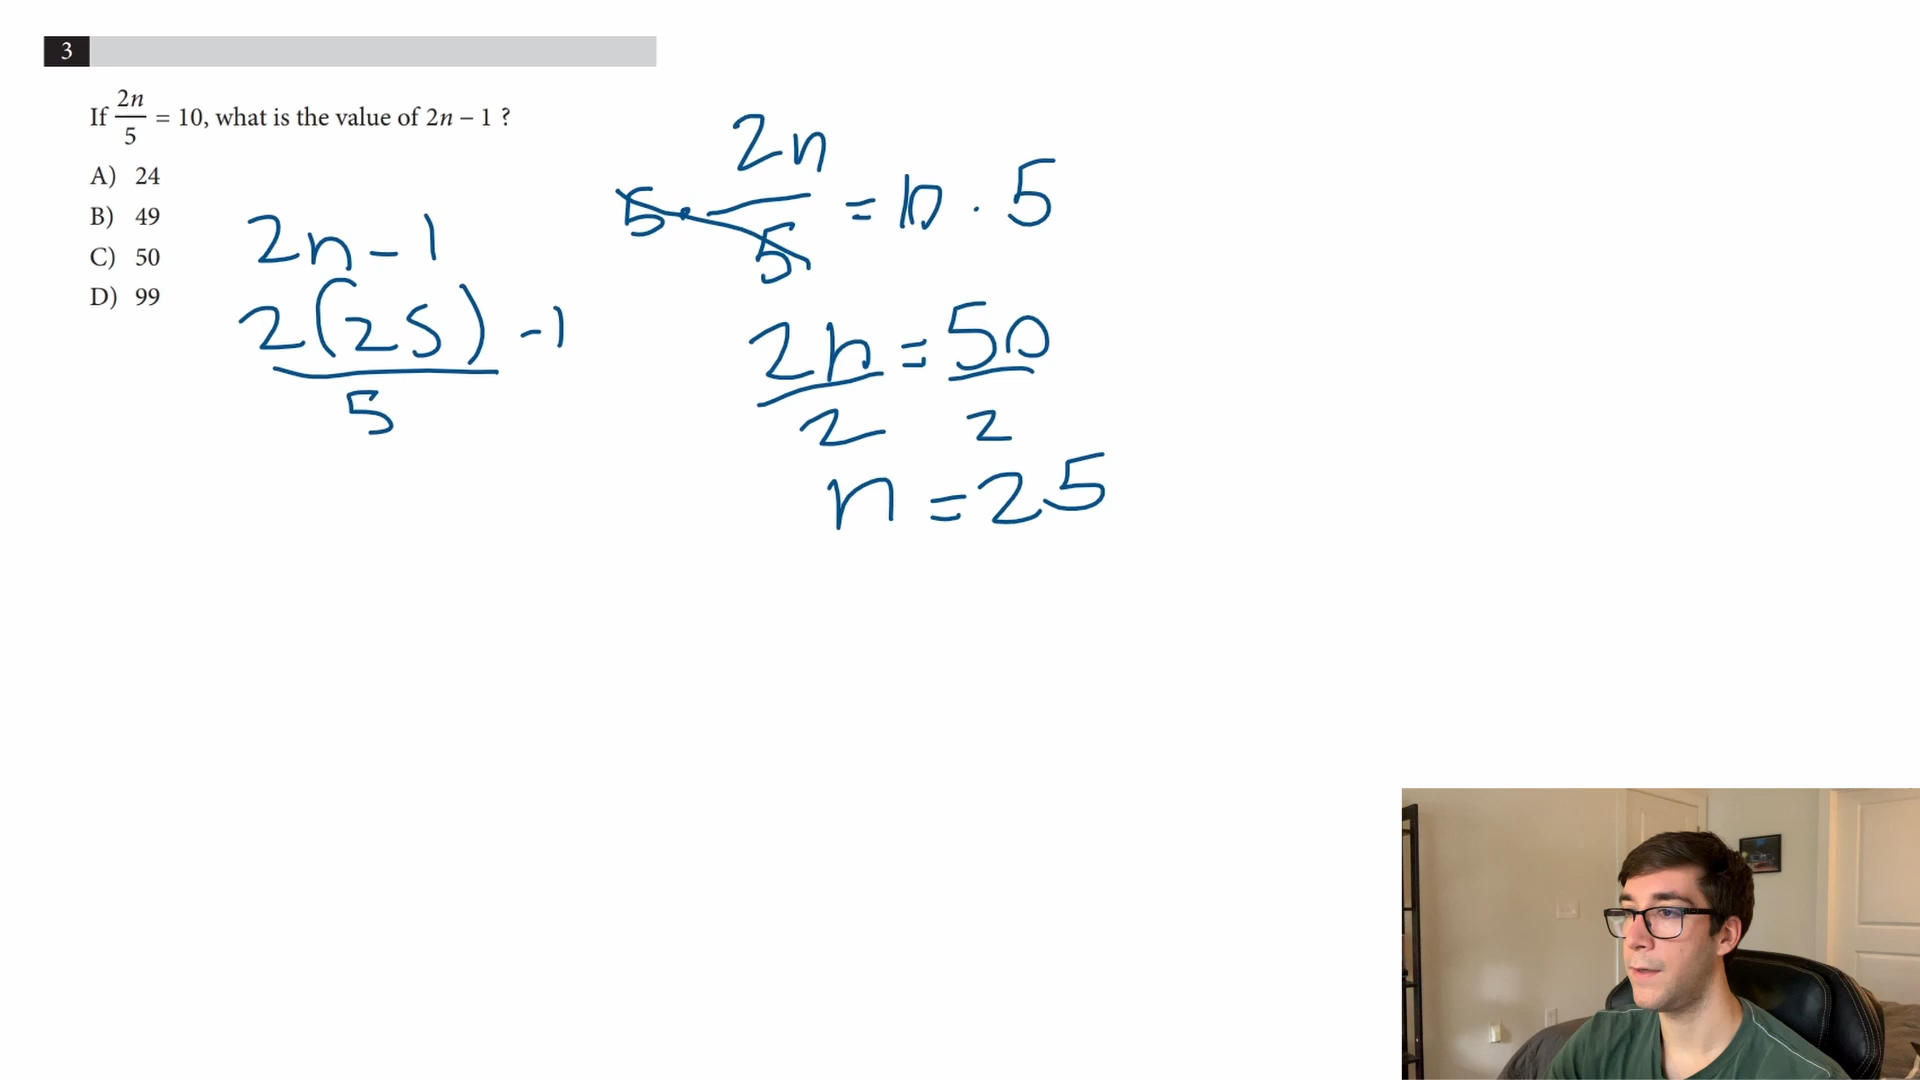 3
If 2n/5 = 10, what is the value of 2n – 1 ?
A) 24
B) 49
C) 50
D) 99
2n - 1
2(25) - 1
5
5 · 2n/5 = 10 · 5
2n/2 = 50/2
n = 25